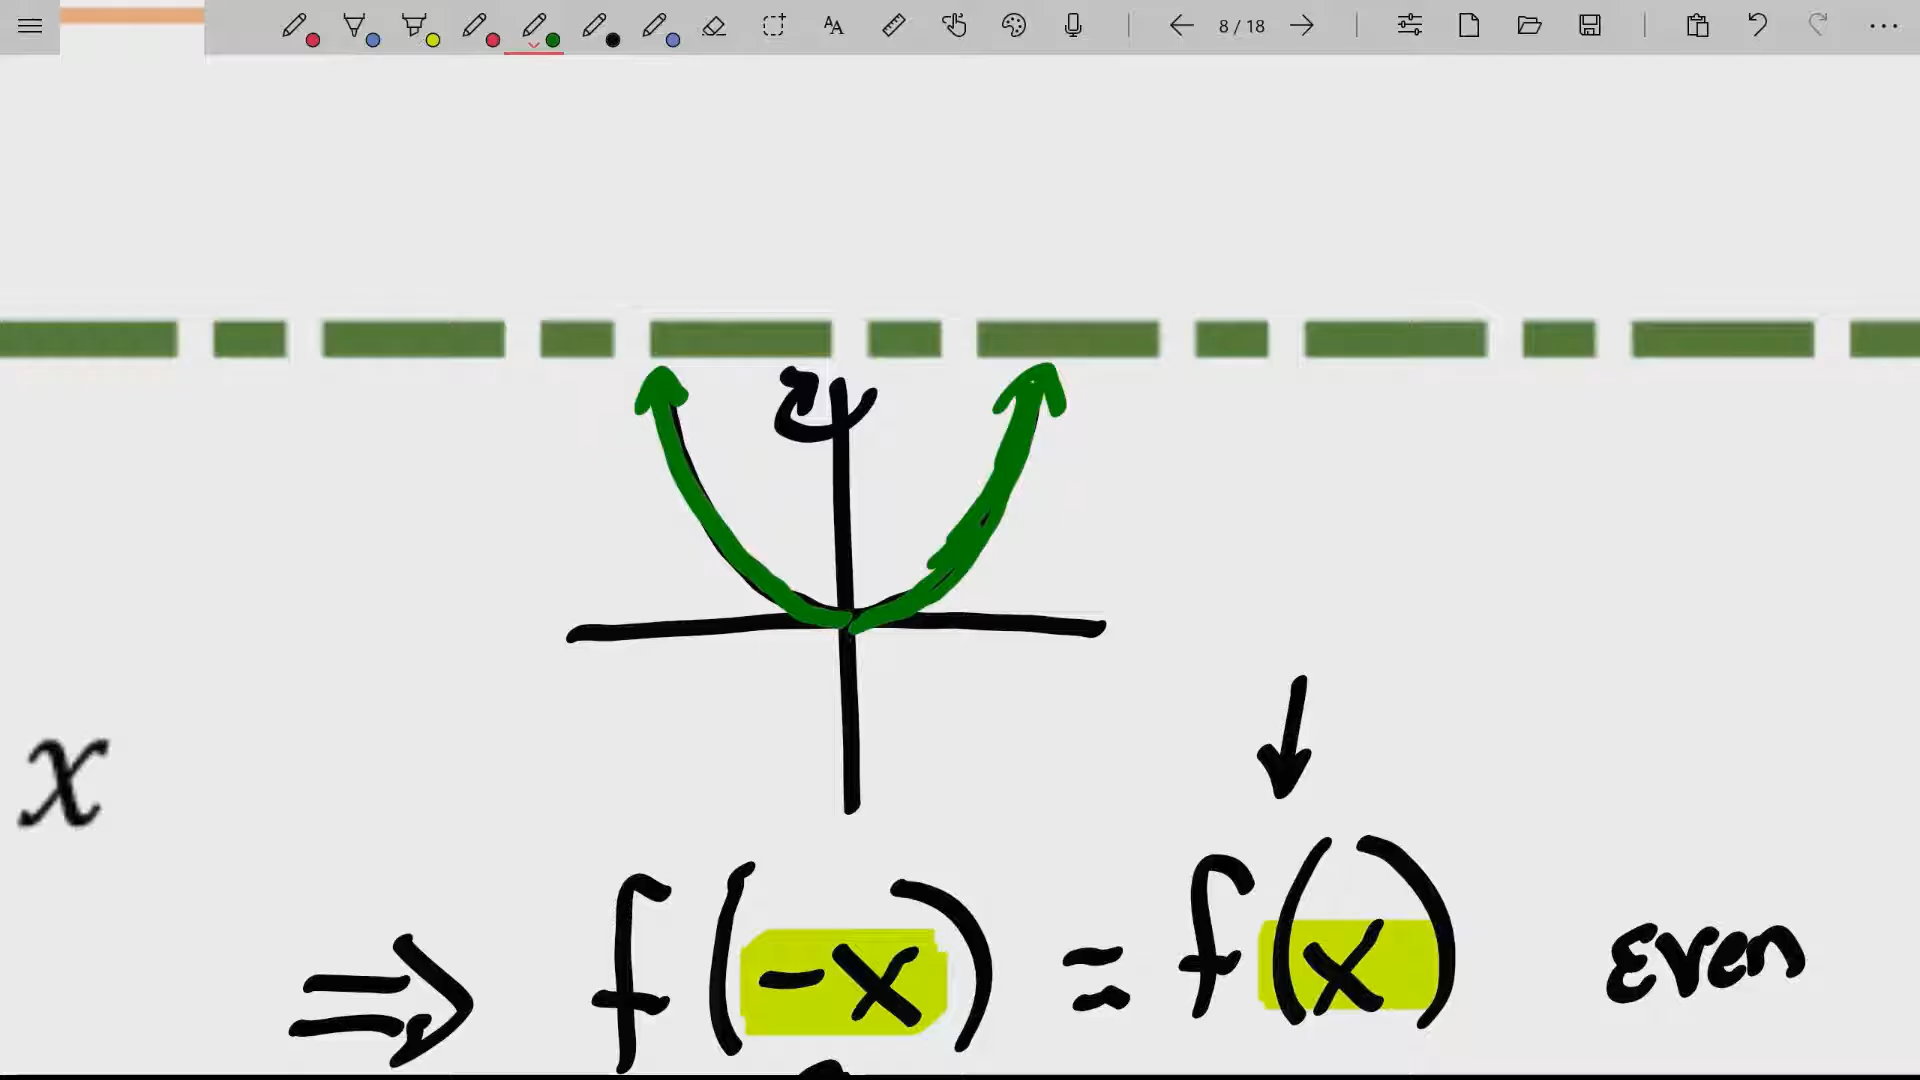 8 / 18
x
⇒ f(-x) = f(x) even